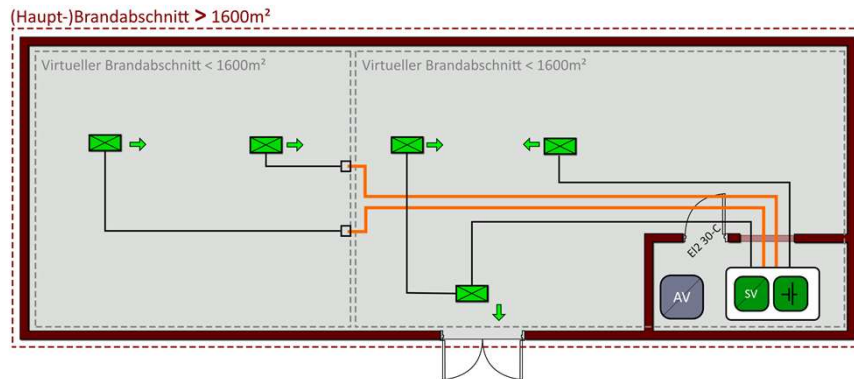 (Haupt-)Brandabschnitt > 1600m²
Virtueller Brandabschnitt < 1600m²
Virtueller Brandabschnitt < 1600m²
EI2 30-C
AV
SV